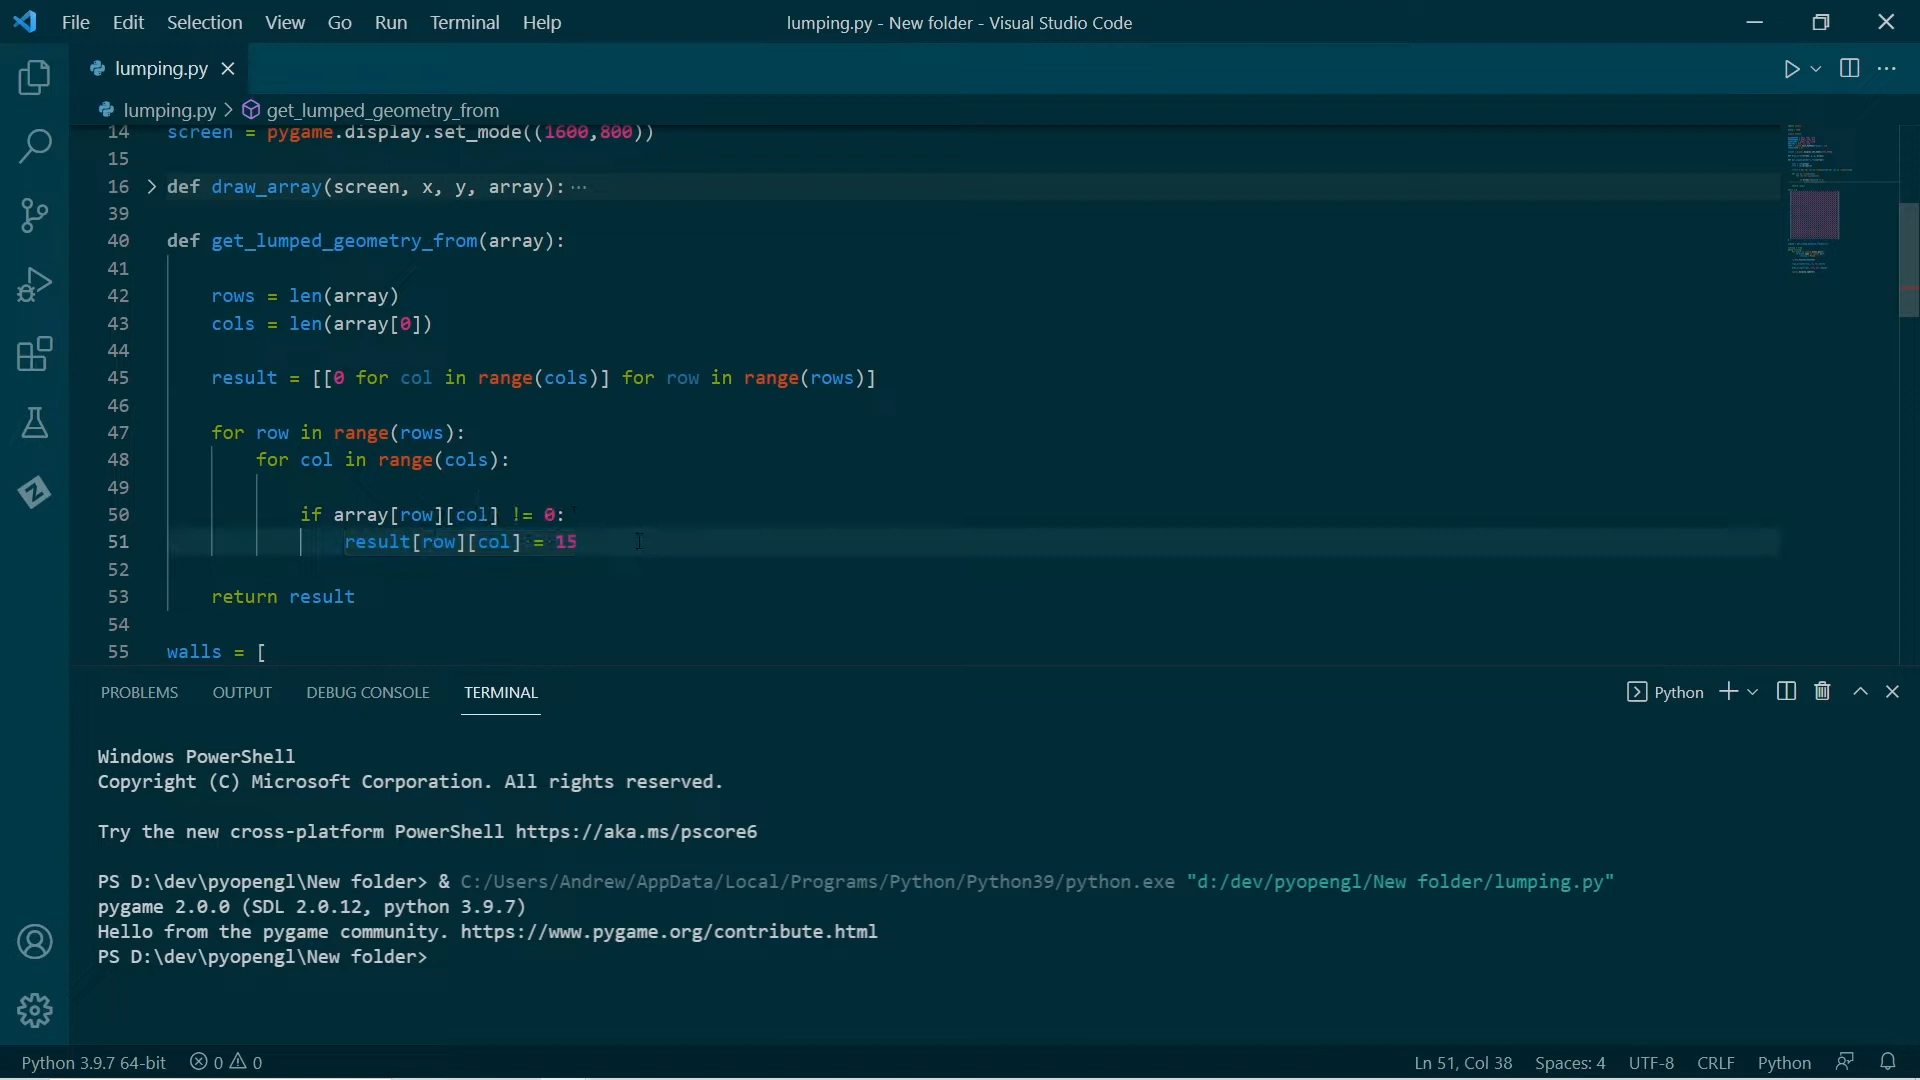 File Edit Selection View Go Run Terminal Help
lumping.py - New folder - Visual Studio Code
lumping.py
lumping.py > get_lumped_geometry_from
14 screen = pygame.display.set_mode((1600,800))
15
16 def draw_array(screen, x, y, array): ···
39
40 def get_lumped_geometry_from(array):
41
42 rows = len(array)
43 cols = len(array[0])
44
45 result = [[0 for col in range(cols)] for row in range(rows)]
46
47 for row in range(rows):
48 for col in range(cols):
49
50 if array[row][col] != 0:
51 result[row][col] = 15
52
53 return result
54
55 walls = [
PROBLEMS OUTPUT DEBUG CONSOLE TERMINAL
Python
Windows PowerShell
Copyright (C) Microsoft Corporation. All rights reserved.
Try the new cross-platform PowerShell https://aka.ms/pscore6
PS D:\dev\pyopengl\New folder> & C:/Users/Andrew/AppData/Local/Programs/Python/Python39/python.exe "d:/dev/pyopengl/New folder/lumping.py"
pygame 2.0.0 (SDL 2.0.12, python 3.9.7)
Hello from the pygame community. https://www.pygame.org/contribute.html
PS D:\dev\pyopengl\New folder>
Python 3.9.7 64-bit 0 0 Ln 51, Col 38 Spaces: 4 UTF-8 CRLF Python